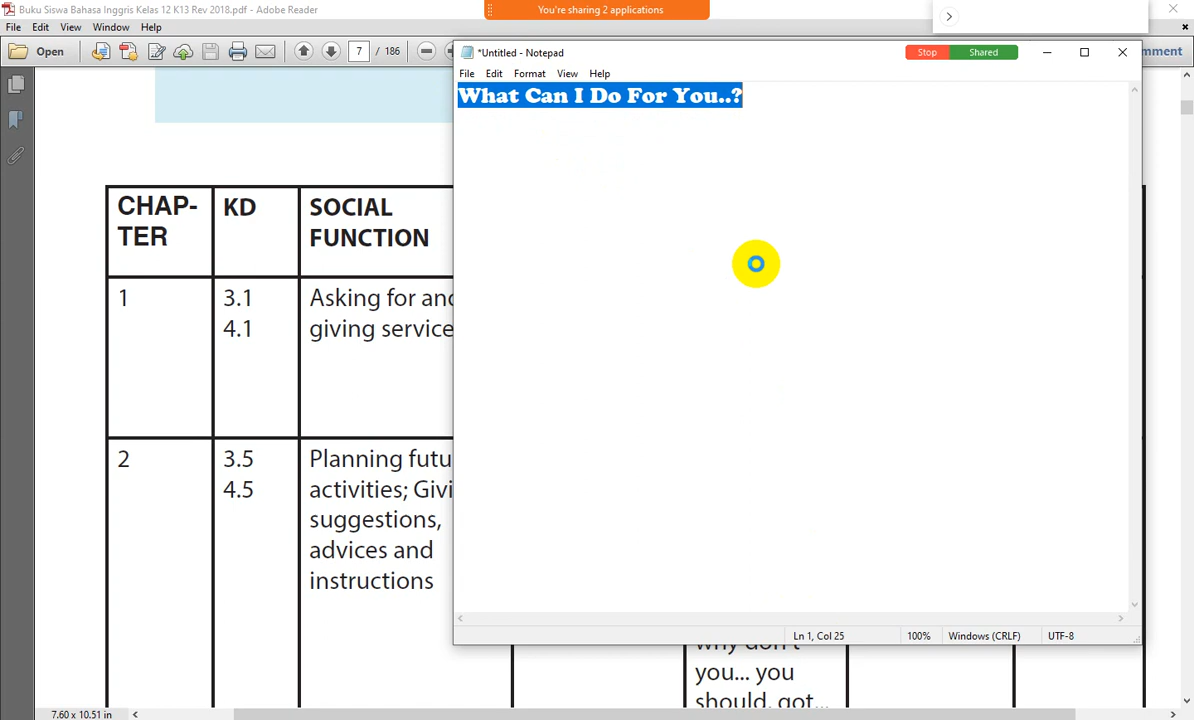 Buku Siswa Bahasa Inggris Kelas 12 K13 Rev 2018.pdf - Adobe Reader
You're sharing 2 applications
File Edit View Window Help
Open 7 / 186
*Untitled - Notepad Stop Shared
File Edit Format View Help
What Can I Do For You..?
CHAP-
TER
KD
SOCIAL
FUNCTION
1
3.1
4.1
Asking for and
giving service
2
3.5
4.5
Planning futu
activities; Givi
suggestions,
advices and
instructions
Ln 1, Col 25 100% Windows (CRLF) UTF-8
why don't
you... you
should, got...
7.60 x 10.51 in